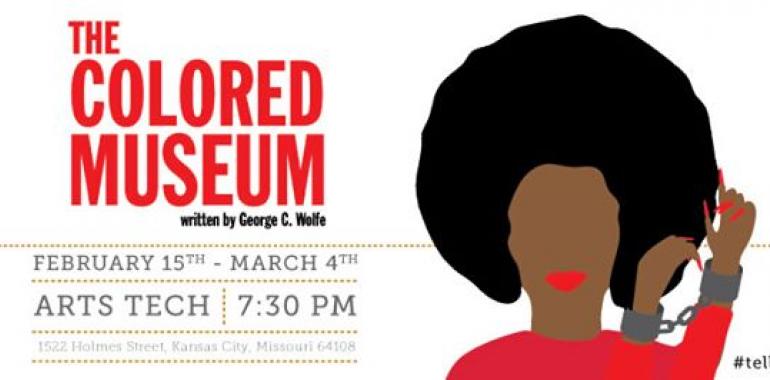 THE
COLORED
MUSEUM
written by George C. Wolfe
FEBRUARY 15TH - MARCH 4TH
ARTS TECH 7:30 PM
1522 Holmes Street, Kansas City, Missouri 64108
#tell